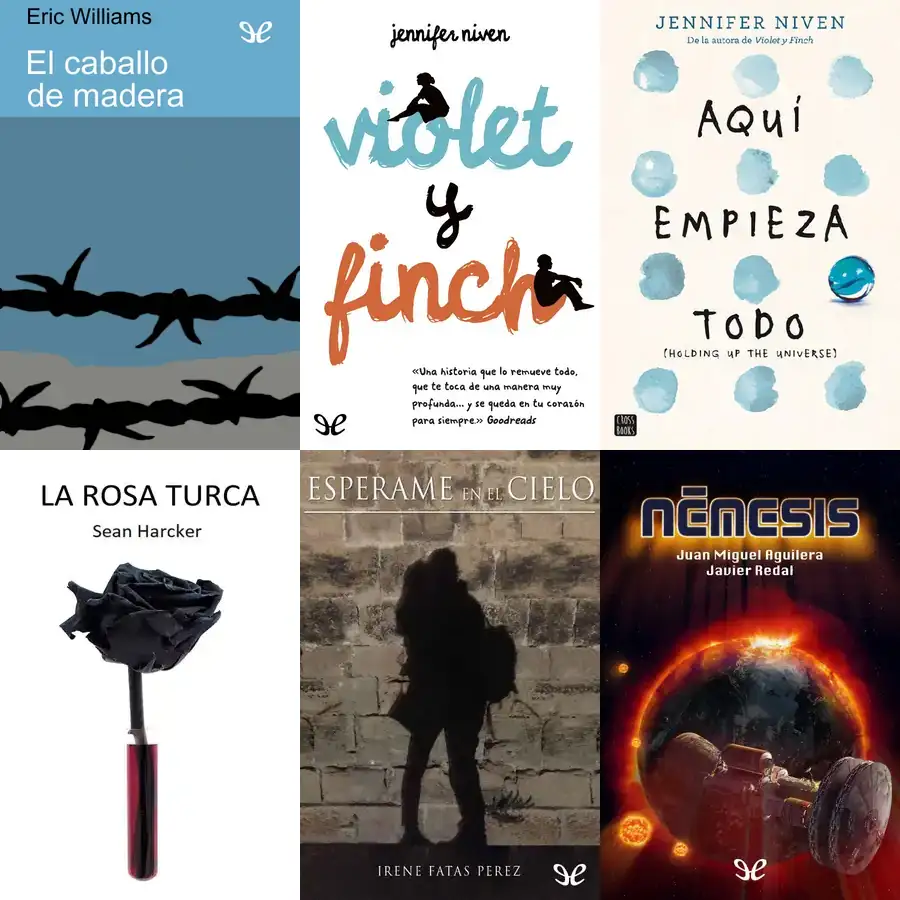 Eric Williams
El caballo
de madera
jennifer niven
violet
y
finch
«Una historia que lo remueve todo,
que te toca de una manera muy
profunda... y se queda en tu corazón
para siempre.» Goodreads
JENNIFER NIVEN
De la autora de Violet y Finch
AQUÍ
EMPIEZA
TODO
(HOLDING UP THE UNIVERSE)
CROSS
BOOKS
LA ROSA TURCA
Sean Harcker
ESPERAME EN EL CIELO
IRENE FATAS PEREZ
NĒMESIS
Juan Miguel Aguilera
Javier Redal